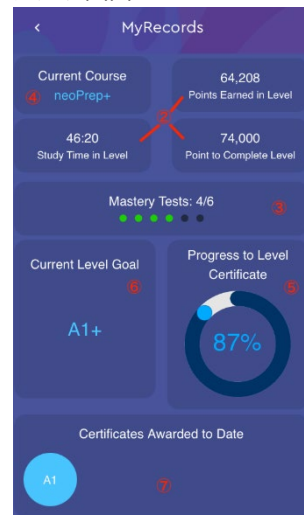 MyRecords
Current Course
④ neoPrep+
64,208
Points Earned in Level
②
46:20
Study Time in Level
74,000
Point to Complete Level
Mastery Tests: 4/6
③
Current Level Goal
⑥
A1+
Progress to Level
Certificate
⑤
87%
Certificates Awarded to Date
A1
⑦